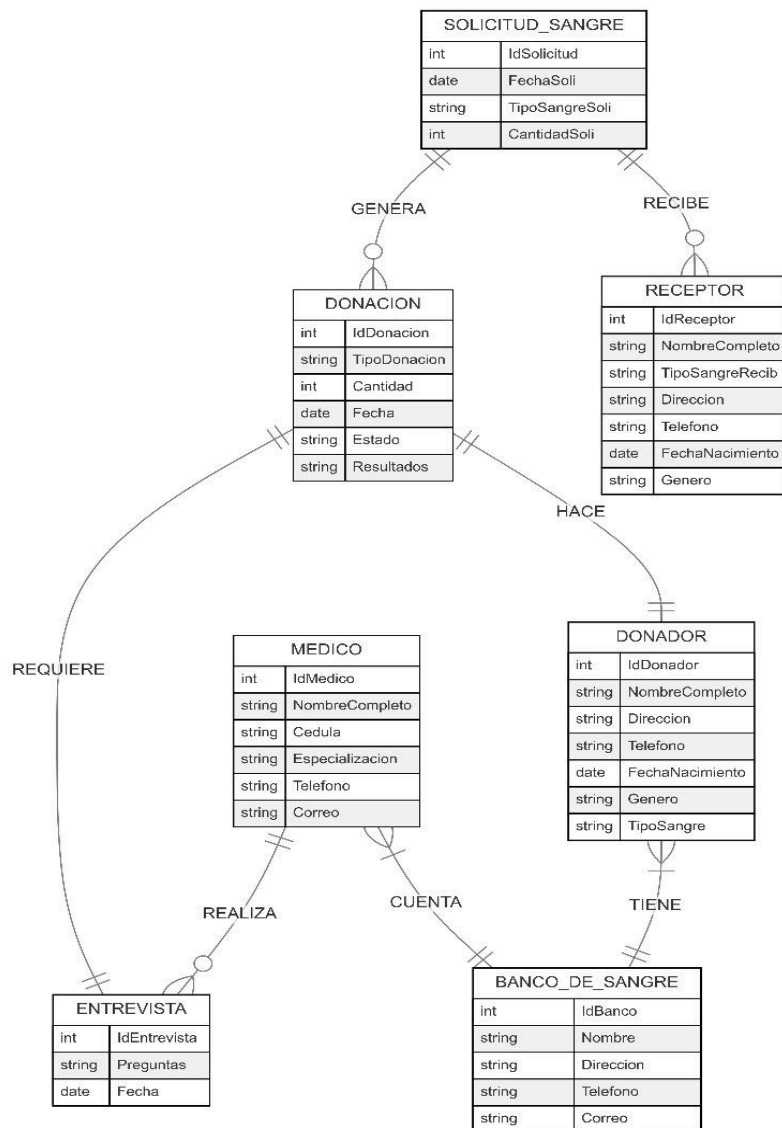 SOLICITUD_SANGRE
int IdSolicitud
date FechaSoli
string TipoSangreSoli
int CantidadSoli
GENERA
RECIBE
DONACION
int IdDonacion
string TipoDonacion
int Cantidad
date Fecha
string Estado
string Resultados
RECEPTOR
int IdReceptor
string NombreCompleto
string TipoSangreRecib
string Direccion
string Telefono
date FechaNacimiento
string Genero
HACE
REQUIERE
MEDICO
int IdMedico
string NombreCompleto
string Cedula
string Especializacion
string Telefono
string Correo
DONADOR
int IdDonador
string NombreCompleto
string Direccion
string Telefono
date FechaNacimiento
string Genero
string TipoSangre
REALIZA
CUENTA
TIENE
ENTREVISTA
int IdEntrevista
string Preguntas
date Fecha
BANCO_DE_SANGRE
int IdBanco
string Nombre
string Direccion
string Telefono
string Correo